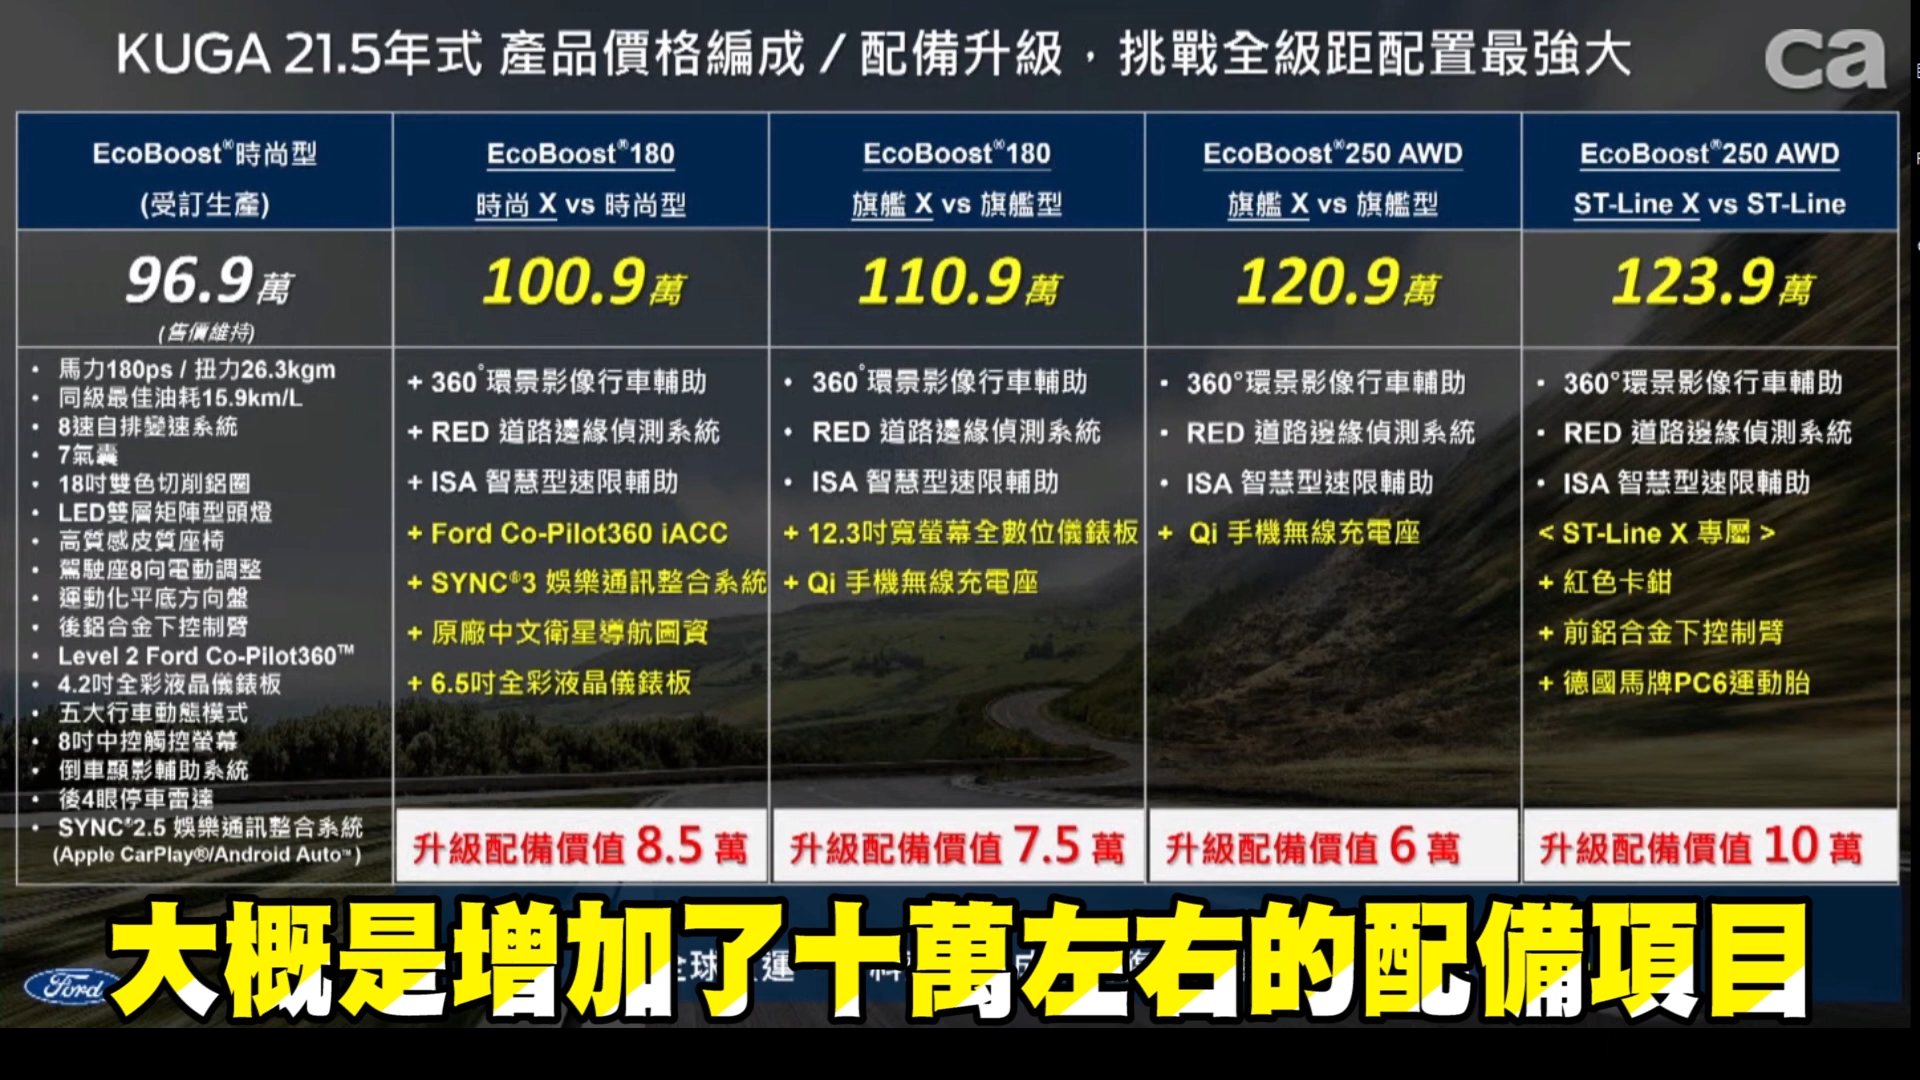 KUGA 21.5年式 產品價格編成 / 配備升級，挑戰全級距配置最強大
ca
EcoBoost®時尚型
(受訂生產)
96.9萬
(售價維持)
• 馬力180ps / 扭力26.3kgm
• 同級最佳油耗15.9km/L
• 8速自排變速系統
• 7氣囊
• 18吋雙色切削鋁圈
• LED雙層矩陣型頭燈
• 高質感皮質座椅
• 駕駛座8向電動調整
• 運動化平底方向盤
• 後鋁合金下控制臂
• Level 2 Ford Co-Pilot360™
• 4.2吋全彩液晶儀錶板
• 五大行車動態模式
• 8吋中控觸控螢幕
• 倒車顯影輔助系統
• 後4眼停車雷達
• SYNC®2.5 娛樂通訊整合系統
(Apple CarPlay®/Android Auto™)
EcoBoost®180
時尚 X vs 時尚型
100.9萬
+ 360°環景影像行車輔助
+ RED 道路邊緣偵測系統
+ ISA 智慧型速限輔助
+ Ford Co-Pilot360 iACC
+ SYNC®3 娛樂通訊整合系統
+ 原廠中文衛星導航圖資
+ 6.5吋全彩液晶儀錶板
升級配備價值 8.5 萬
EcoBoost®180
旗艦 X vs 旗艦型
110.9萬
• 360°環景影像行車輔助
• RED 道路邊緣偵測系統
• ISA 智慧型速限輔助
+ 12.3吋寬螢幕全數位儀錶板
+ Qi 手機無線充電座
升級配備價值 7.5 萬
EcoBoost®250 AWD
旗艦 X vs 旗艦型
120.9萬
• 360°環景影像行車輔助
• RED 道路邊緣偵測系統
• ISA 智慧型速限輔助
+ Qi 手機無線充電座
升級配備價值 6 萬
EcoBoost®250 AWD
ST-Line X vs ST-Line
123.9萬
• 360°環景影像行車輔助
• RED 道路邊緣偵測系統
• ISA 智慧型速限輔助
< ST-Line X 專屬 >
+ 紅色卡鉗
+ 前鋁合金下控制臂
+ 德國馬牌PC6運動胎
升級配備價值 10 萬
Ford
大概是增加了十萬左右的配備項目